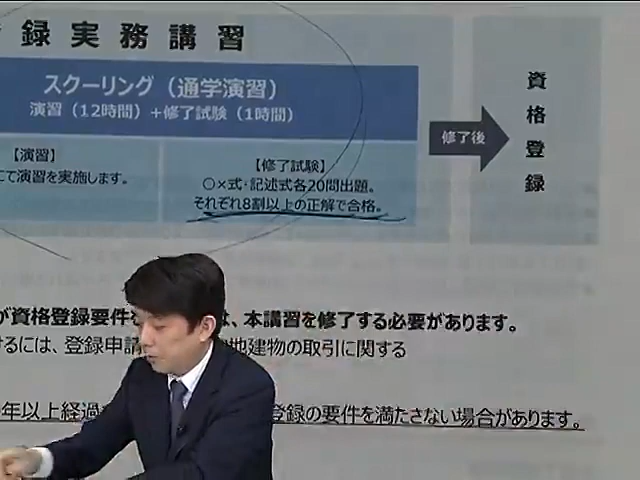 録実務講習
スクーリング（通学演習）
演習（12時間）＋修了試験（1時間）
修了後
資格登録
【演習】
にて演習を実施します。
【修了試験】
○×式・記述式各20問出題。
それぞれ8割以上の正解で合格。
が資格登録要件
は、本講習を修了する必要があります。
するには、登録申請
地建物の取引に関する
年以上経過
登録の要件を満たさない場合があります。